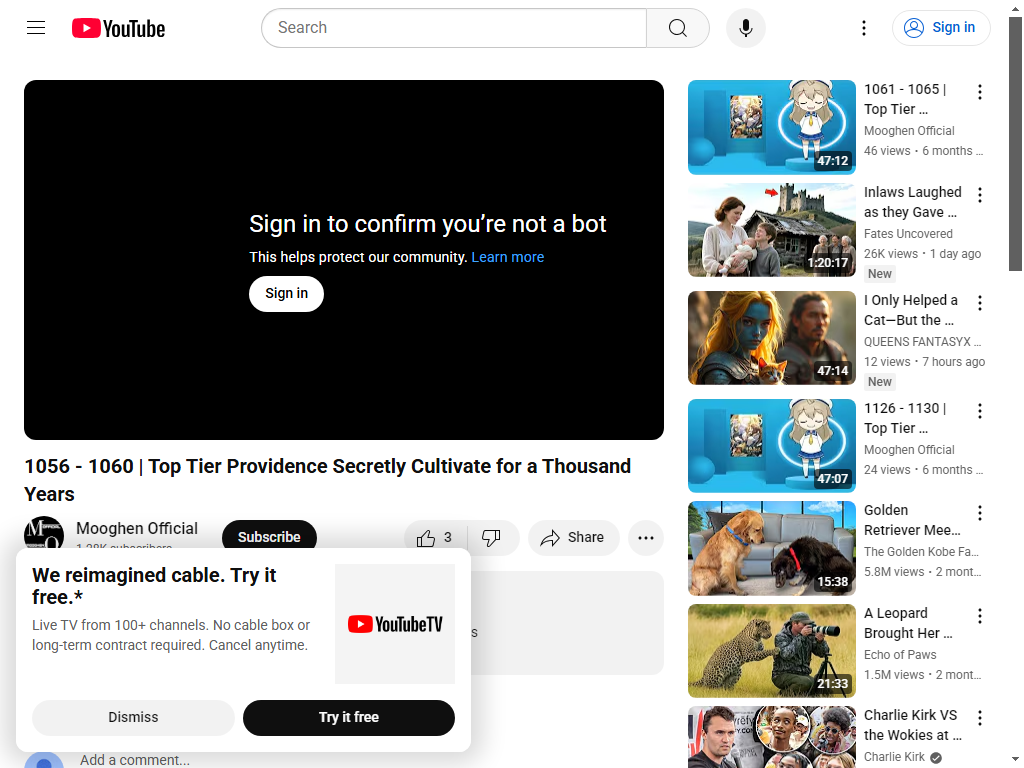 YouTube
Search
Sign in
Sign in to confirm you’re not a bot
This helps protect our community. Learn more
Sign in
1056 - 1060 | Top Tier Providence Secretly Cultivate for a Thousand
Years
Mooghen Official
Subscribe
3
Share
We reimagined cable. Try it
free.*
Live TV from 100+ channels. No cable box or
long-term contract required. Cancel anytime.
YouTubeTV
Dismiss
Try it free
s
Add a comment...
1061 - 1065 |
Top Tier ...
Mooghen Official
46 views • 6 months ...
47:12
Inlaws Laughed
as they Gave ...
Fates Uncovered
26K views • 1 day ago
New
1:20:17
I Only Helped a
Cat—But the ...
QUEENS FANTASYX ...
12 views • 7 hours ago
New
47:14
1126 - 1130 |
Top Tier ...
Mooghen Official
24 views • 6 months ...
47:07
Golden
Retriever Mee...
The Golden Kobe Fa...
5.8M views • 2 mont...
15:38
A Leopard
Brought Her ...
Echo of Paws
1.5M views • 2 mont...
21:33
Charlie Kirk VS
the Wokies at ...
Charlie Kirk